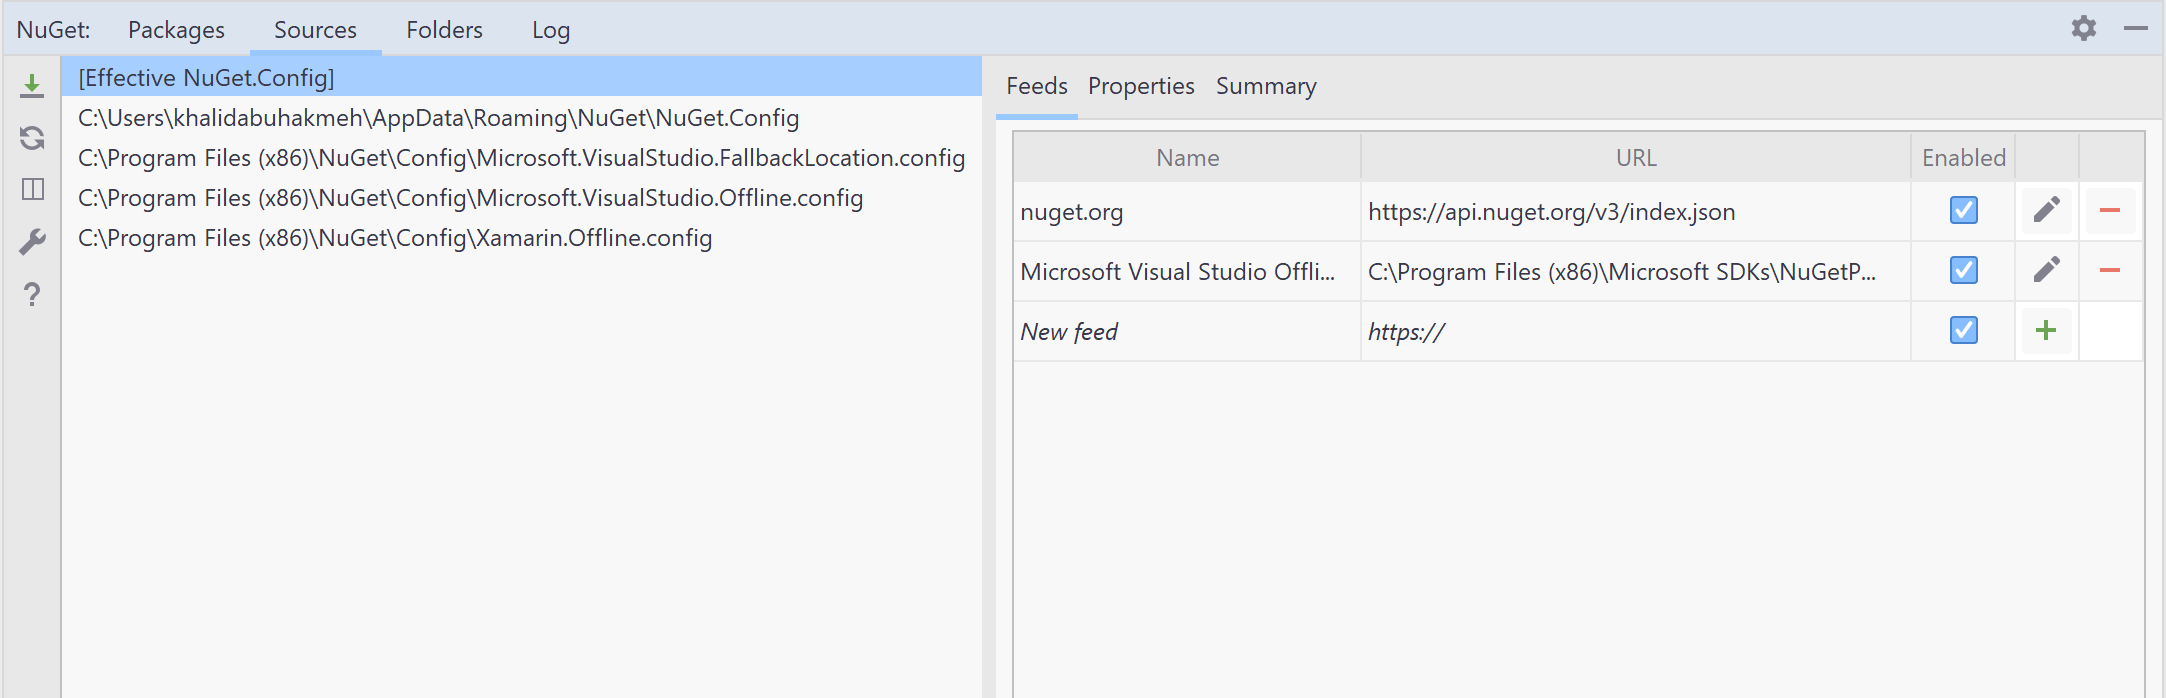 NuGet: Packages Sources Folders Log
[Effective NuGet.Config]
C:\Users\khalidabuhakmeh\AppData\Roaming\NuGet\NuGet.Config
C:\Program Files (x86)\NuGet\Config\Microsoft.VisualStudio.FallbackLocation.config
C:\Program Files (x86)\NuGet\Config\Microsoft.VisualStudio.Offline.config
C:\Program Files (x86)\NuGet\Config\Xamarin.Offline.config
Feeds Properties Summary
Name URL Enabled
nuget.org https://api.nuget.org/v3/index.json
Microsoft Visual Studio Offli... C:\Program Files (x86)\Microsoft SDKs\NuGetP...
New feed https://